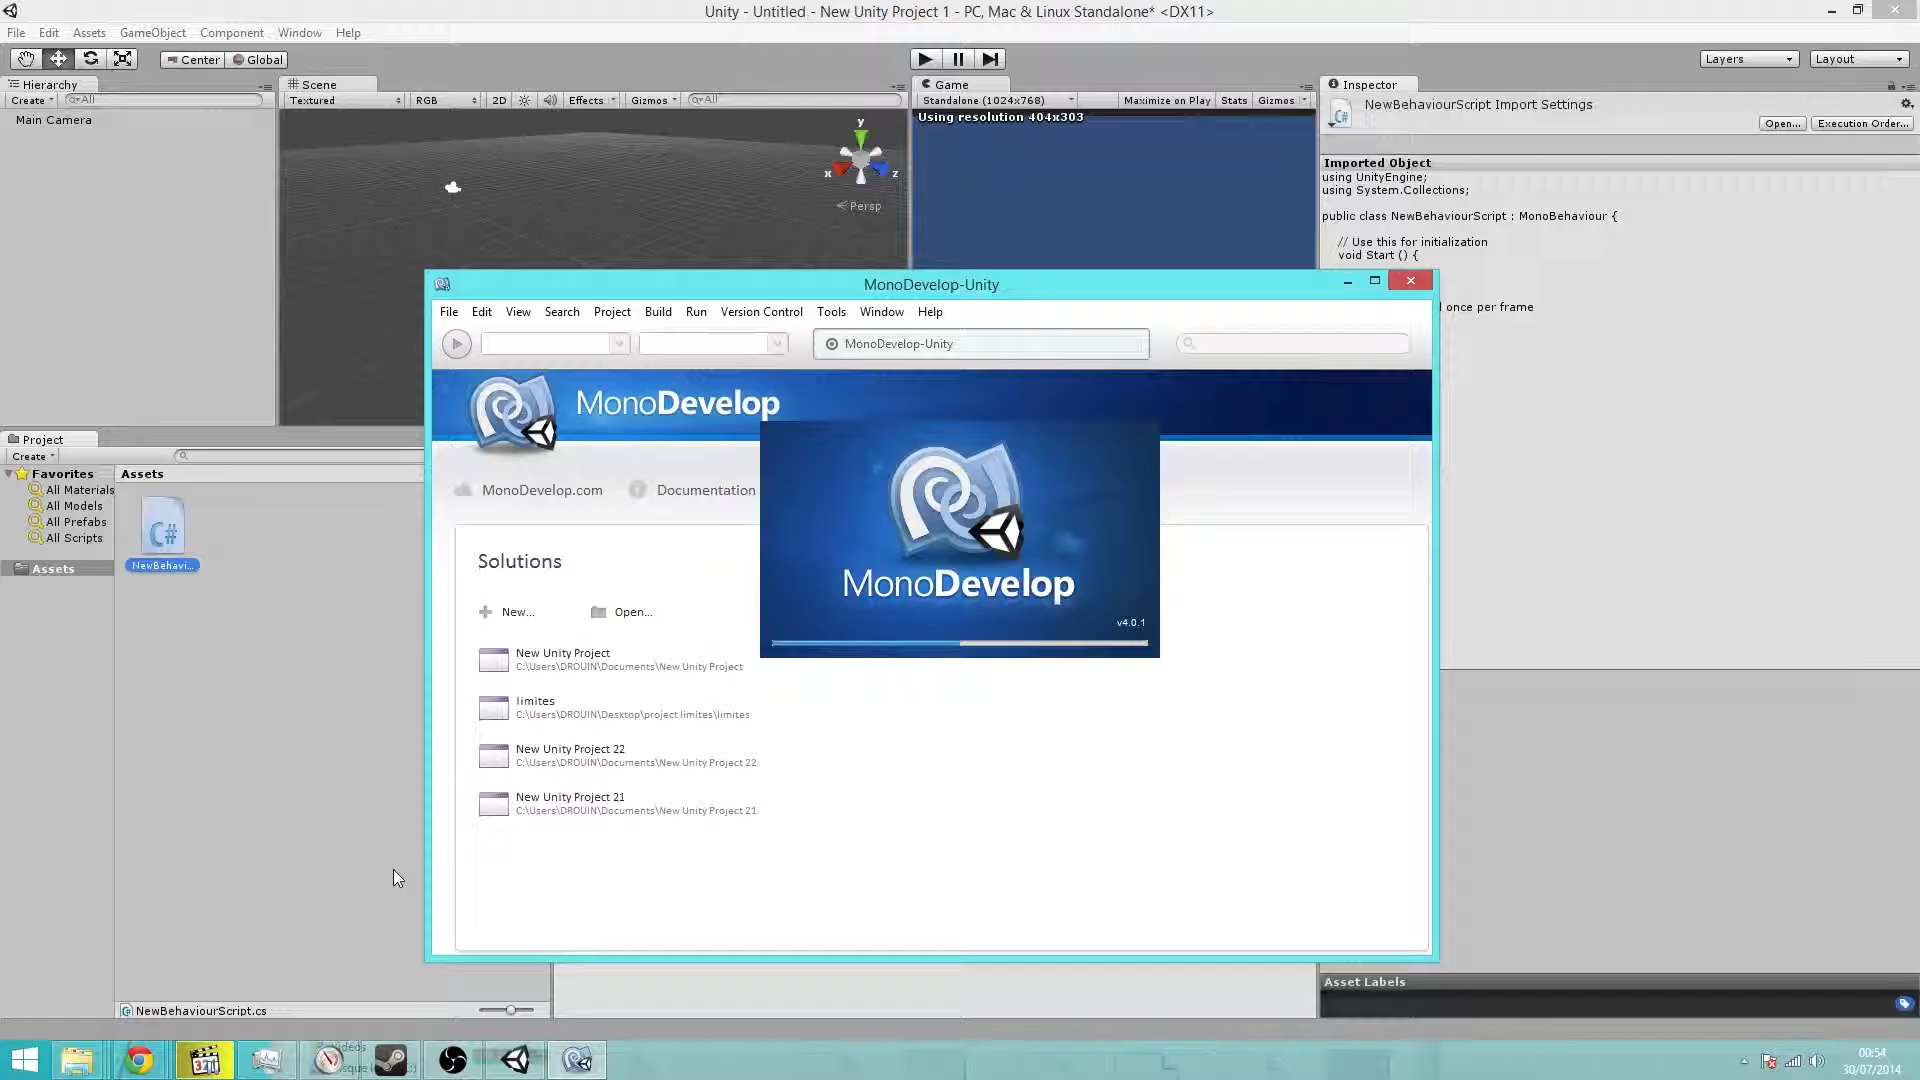 Unity - Untitled - New Unity Project 1 - PC, Mac & Linux Standalone* <DX11>
File Edit Assets GameObject Component Window Help
Center Global
Layers
Layout
Hierarchy
Create
All
Main Camera
Scene
Textured RGB 2D Effects Gizmos All
Game
Standalone (1024x768) Maximize on Play Stats Gizmos
Using resolution 404x303
y
x
z
Persp
Inspector
NewBehaviourScript Import Settings
Open... Execution Order...
Imported Object
using UnityEngine;
using System.Collections;
public class NewBehaviourScript : MonoBehaviour {
// Use this for initialization
void Start () {
once per frame
MonoDevelop-Unity
File Edit View Search Project Build Run Version Control Tools Window Help
MonoDevelop-Unity
MonoDevelop
MonoDevelop.com
Documentation
Solutions
New...
Open...
New Unity Project
C:\Users\DROUIN\Documents\New Unity Project
limites
C:\Users\DROUIN\Desktop\project limites\limites
New Unity Project 22
C:\Users\DROUIN\Documents\New Unity Project 22
New Unity Project 21
C:\Users\DROUIN\Documents\New Unity Project 21
MonoDevelop
v4.0.1
Project
Create
Favorites
All Materials
All Models
All Prefabs
All Scripts
Assets
Assets
C#
NewBehavi...
NewBehaviourScript.cs
Asset Labels
321!
00:54
30/07/2014